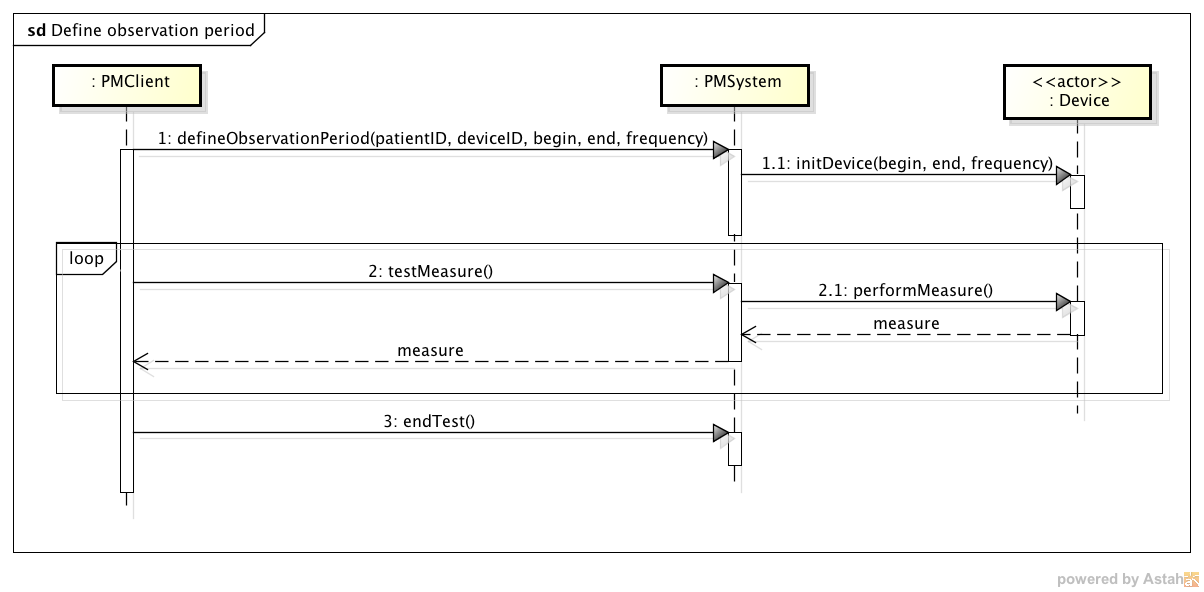 sd Define observation period
: PMClient
: PMSystem
<<actor>>
: Device
1: defineObservationPeriod(patientID, deviceID, begin, end, frequency)
1.1: initDevice(begin, end, frequency)
loop
2: testMeasure()
2.1: performMeasure()
measure
measure
3: endTest()
powered by Astah